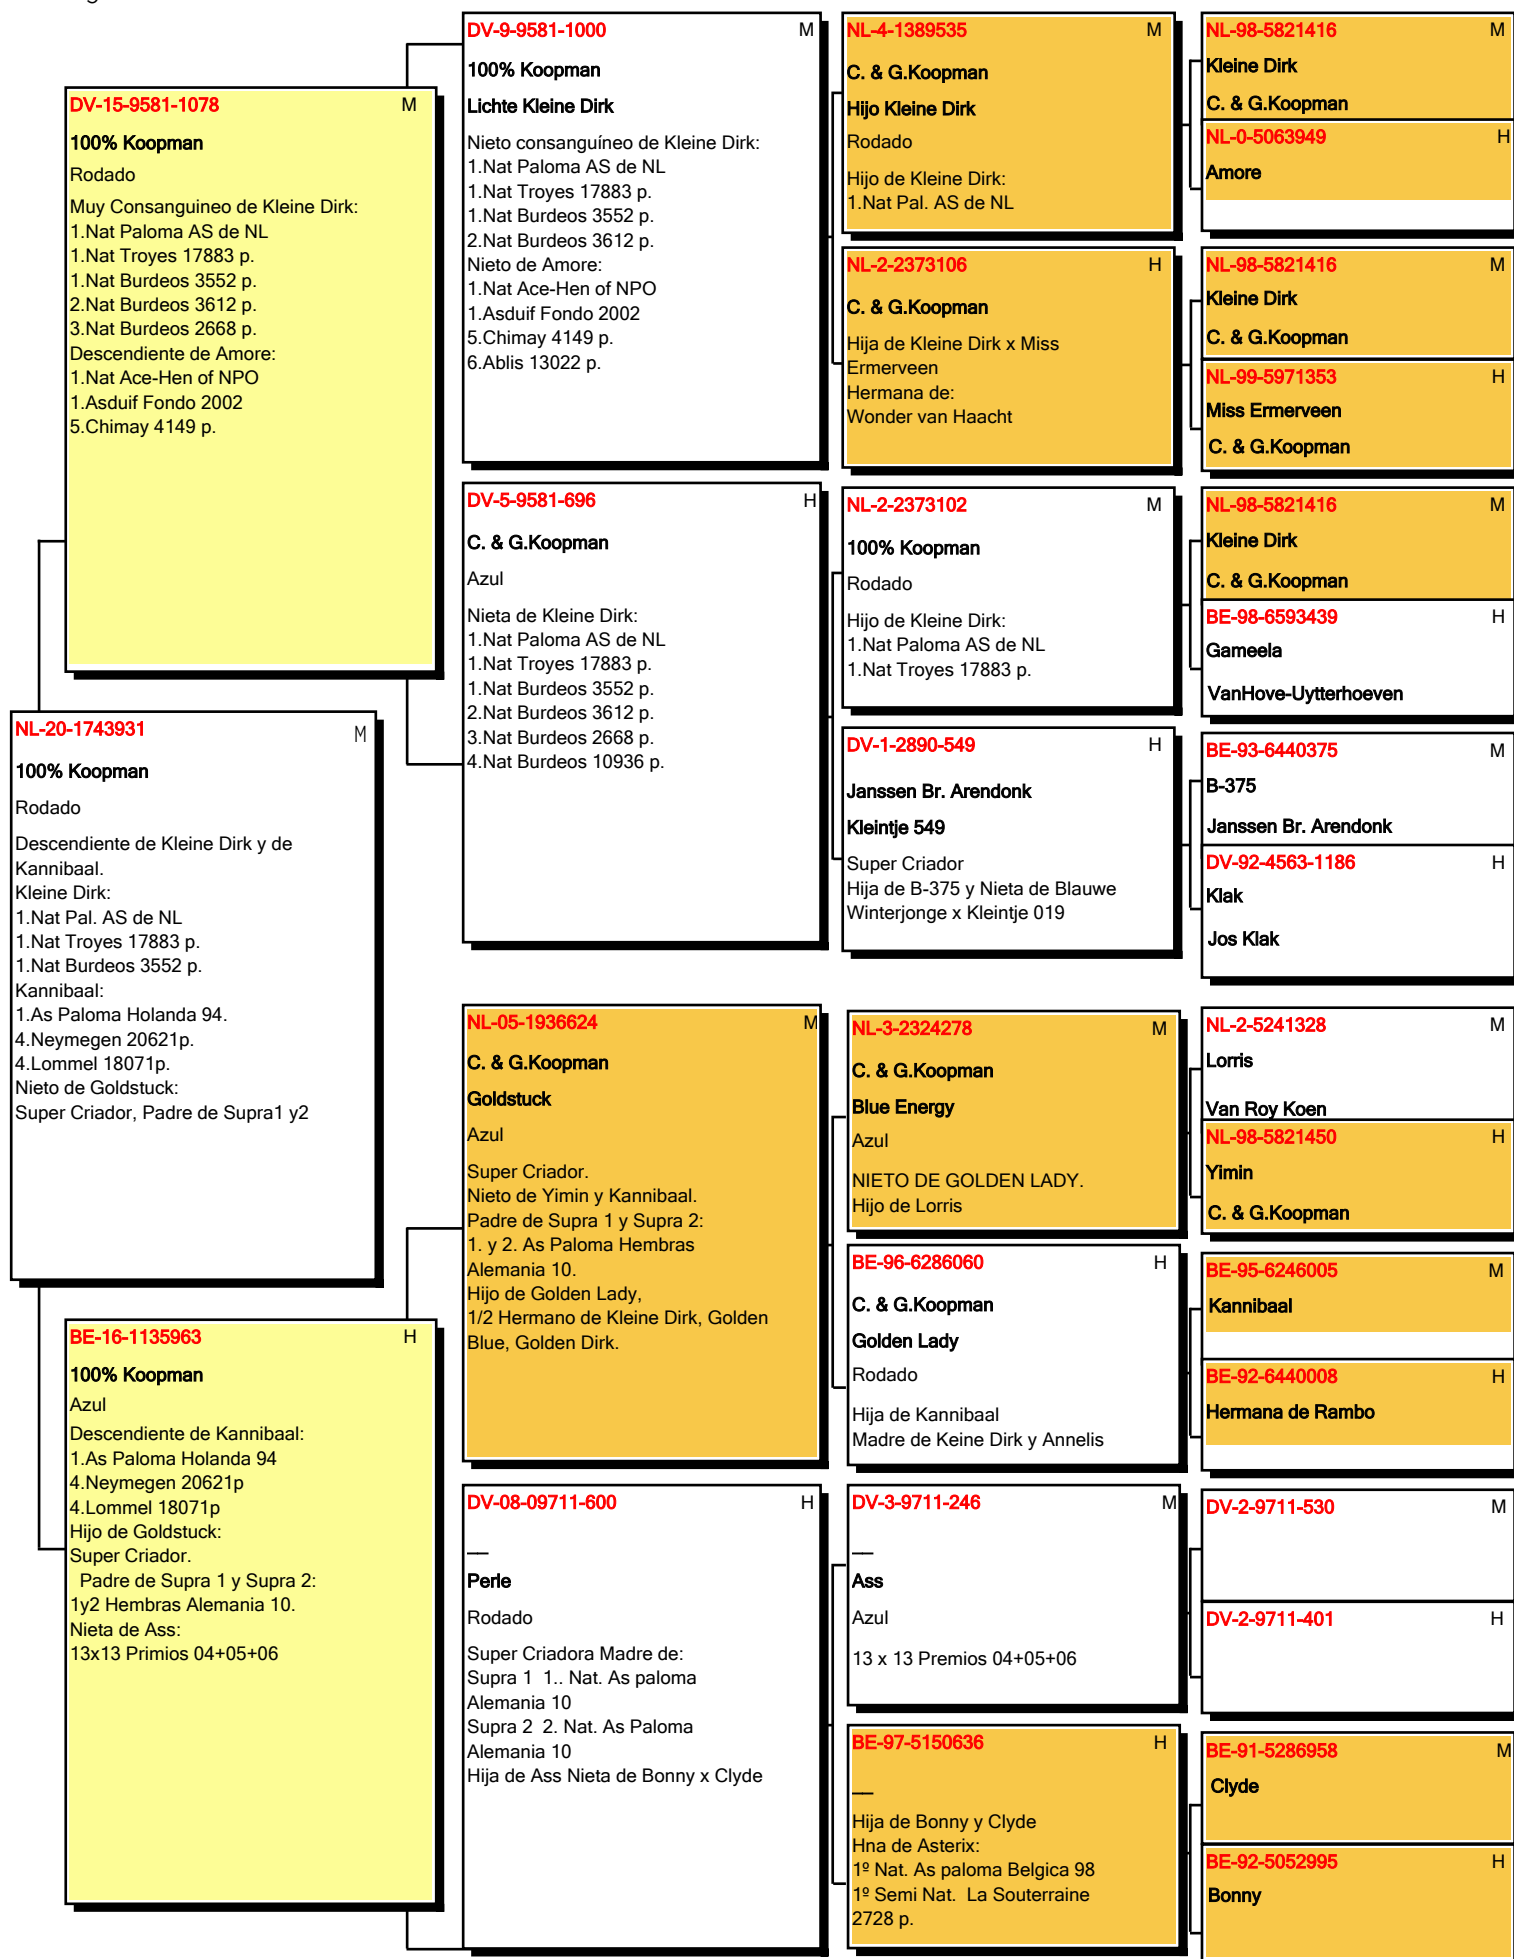 DV-15-9581-1078 M
100% Koopman
Rodado
Muy Consanguineo de Kleine Dirk:
1.Nat Paloma AS de NL
1.Nat Troyes 17883 p.
1.Nat Burdeos 3552 p.
2.Nat Burdeos 3612 p.
3.Nat Burdeos 2668 p.
Descendiente de Amore:
1.Nat Ace-Hen of NPO
1.Asduif Fondo 2002
5.Chimay 4149 p.
NL-20-1743931 M
100% Koopman
Rodado
Descendiente de Kleine Dirk y de
Kannibaal.
Kleine Dirk:
1.Nat Pal. AS de NL
1.Nat Troyes 17883 p.
1.Nat Burdeos 3552 p.
Kannibaal:
1.As Paloma Holanda 94.
4.Neymegen 20621p.
4.Lommel 18071p.
Nieto de Goldstuck:
Super Criador, Padre de Supra1 y2
BE-16-1135963 H
100% Koopman
Azul
Descendiente de Kannibaal:
1.As Paloma Holanda 94
4.Neymegen 20621p
4.Lommel 18071p
Hijo de Goldstuck:
Super Criador.
Padre de Supra 1 y Supra 2:
1y2 Hembras Alemania 10.
Nieta de Ass:
13x13 Primios 04+05+06
DV-9-9581-1000 M
100% Koopman
Lichte Kleine Dirk
Nieto consanguíneo de Kleine Dirk:
1.Nat Paloma AS de NL
1.Nat Troyes 17883 p.
1.Nat Burdeos 3552 p.
2.Nat Burdeos 3612 p.
Nieto de Amore:
1.Nat Ace-Hen of NPO
1.Asduif Fondo 2002
5.Chimay 4149 p.
6.Ablis 13022 p.
DV-5-9581-696 H
C. & G.Koopman
Azul
Nieta de Kleine Dirk:
1.Nat Paloma AS de NL
1.Nat Troyes 17883 p.
1.Nat Burdeos 3552 p.
2.Nat Burdeos 3612 p.
3.Nat Burdeos 2668 p.
4.Nat Burdeos 10936 p.
NL-05-1936624 M
C. & G.Koopman
Goldstuck
Azul
Super Criador.
Nieto de Yimin y Kannibaal.
Padre de Supra 1 y Supra 2:
1. y 2. As Paloma Hembras
Alemania 10.
Hijo de Golden Lady,
1/2 Hermano de Kleine Dirk, Golden
Blue, Golden Dirk.
DV-08-09711-600 H
__
Perle
Rodado
Super Criadora Madre de:
Supra 1 1.. Nat. As paloma
Alemania 10
Supra 2 2. Nat. As Paloma
Alemania 10
Hija de Ass Nieta de Bonny x Clyde
NL-4-1389535 M
C. & G.Koopman
Hijo Kleine Dirk
Rodado
Hijo de Kleine Dirk:
1.Nat Pal. AS de NL
NL-2-2373106 H
C. & G.Koopman
Hija de Kleine Dirk x Miss
Ermerveen
Hermana de:
Wonder van Haacht
NL-2-2373102 M
100% Koopman
Rodado
Hijo de Kleine Dirk:
1.Nat Paloma AS de NL
1.Nat Troyes 17883 p.
DV-1-2890-549 H
Janssen Br. Arendonk
Kleintje 549
Super Criador
Hija de B-375 y Nieta de Blauwe
Winterjonge x Kleintje 019
NL-3-2324278 M
C. & G.Koopman
Blue Energy
Azul
NIETO DE GOLDEN LADY.
Hijo de Lorris
BE-96-6286060 H
C. & G.Koopman
Golden Lady
Rodado
Hija de Kannibaal
Madre de Keine Dirk y Annelis
DV-3-9711-246 M
__
Ass
Azul
13 x 13 Premios 04+05+06
BE-97-5150636 H
__
Hija de Bonny y Clyde
Hna de Asterix:
1º Nat. As paloma Belgica 98
1º Semi Nat. La Souterraine
2728 p.
NL-98-5821416 M
Kleine Dirk
C. & G.Koopman
NL-0-5063949 H
Amore
NL-98-5821416 M
Kleine Dirk
C. & G.Koopman
NL-99-5971353 H
Miss Ermerveen
C. & G.Koopman
NL-98-5821416 M
Kleine Dirk
C. & G.Koopman
BE-98-6593439 H
Gameela
VanHove-Uytterhoeven
BE-93-6440375 M
B-375
Janssen Br. Arendonk
DV-92-4563-1186 H
Klak
Jos Klak
NL-2-5241328 M
Lorris
Van Roy Koen
NL-98-5821450 H
Yimin
C. & G.Koopman
BE-95-6246005 M
Kannibaal
BE-92-6440008 H
Hermana de Rambo
DV-2-9711-530 M
DV-2-9711-401 H
BE-91-5286958 M
Clyde
BE-92-5052995 H
Bonny